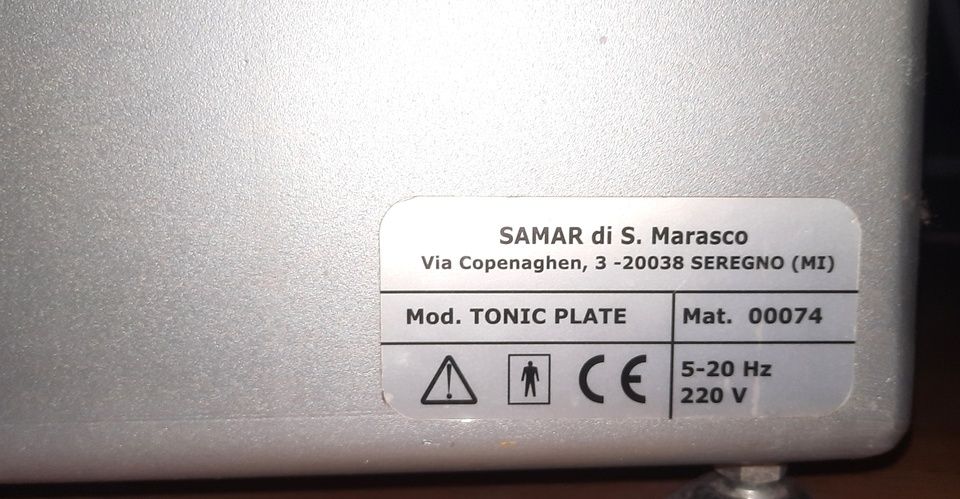 SAMAR di S. Marasco
Via Copenaghen, 3 -20038 SEREGNO (MI)
Mod. TONIC PLATE
Mat. 00074
CE
5-20 Hz
220 V